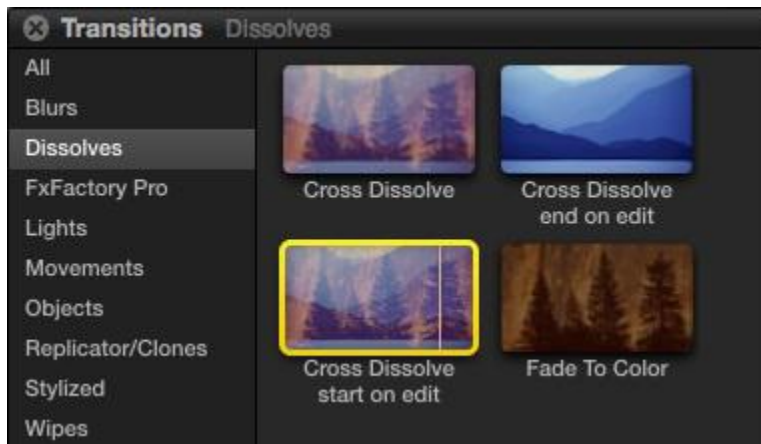 Transitions Dissolves
All
Blurs
Dissolves
FxFactory Pro
Lights
Movements
Objects
Replicator/Clones
Stylized
Wipes
Cross Dissolve
Cross Dissolve
end on edit
Cross Dissolve
start on edit
Fade To Color